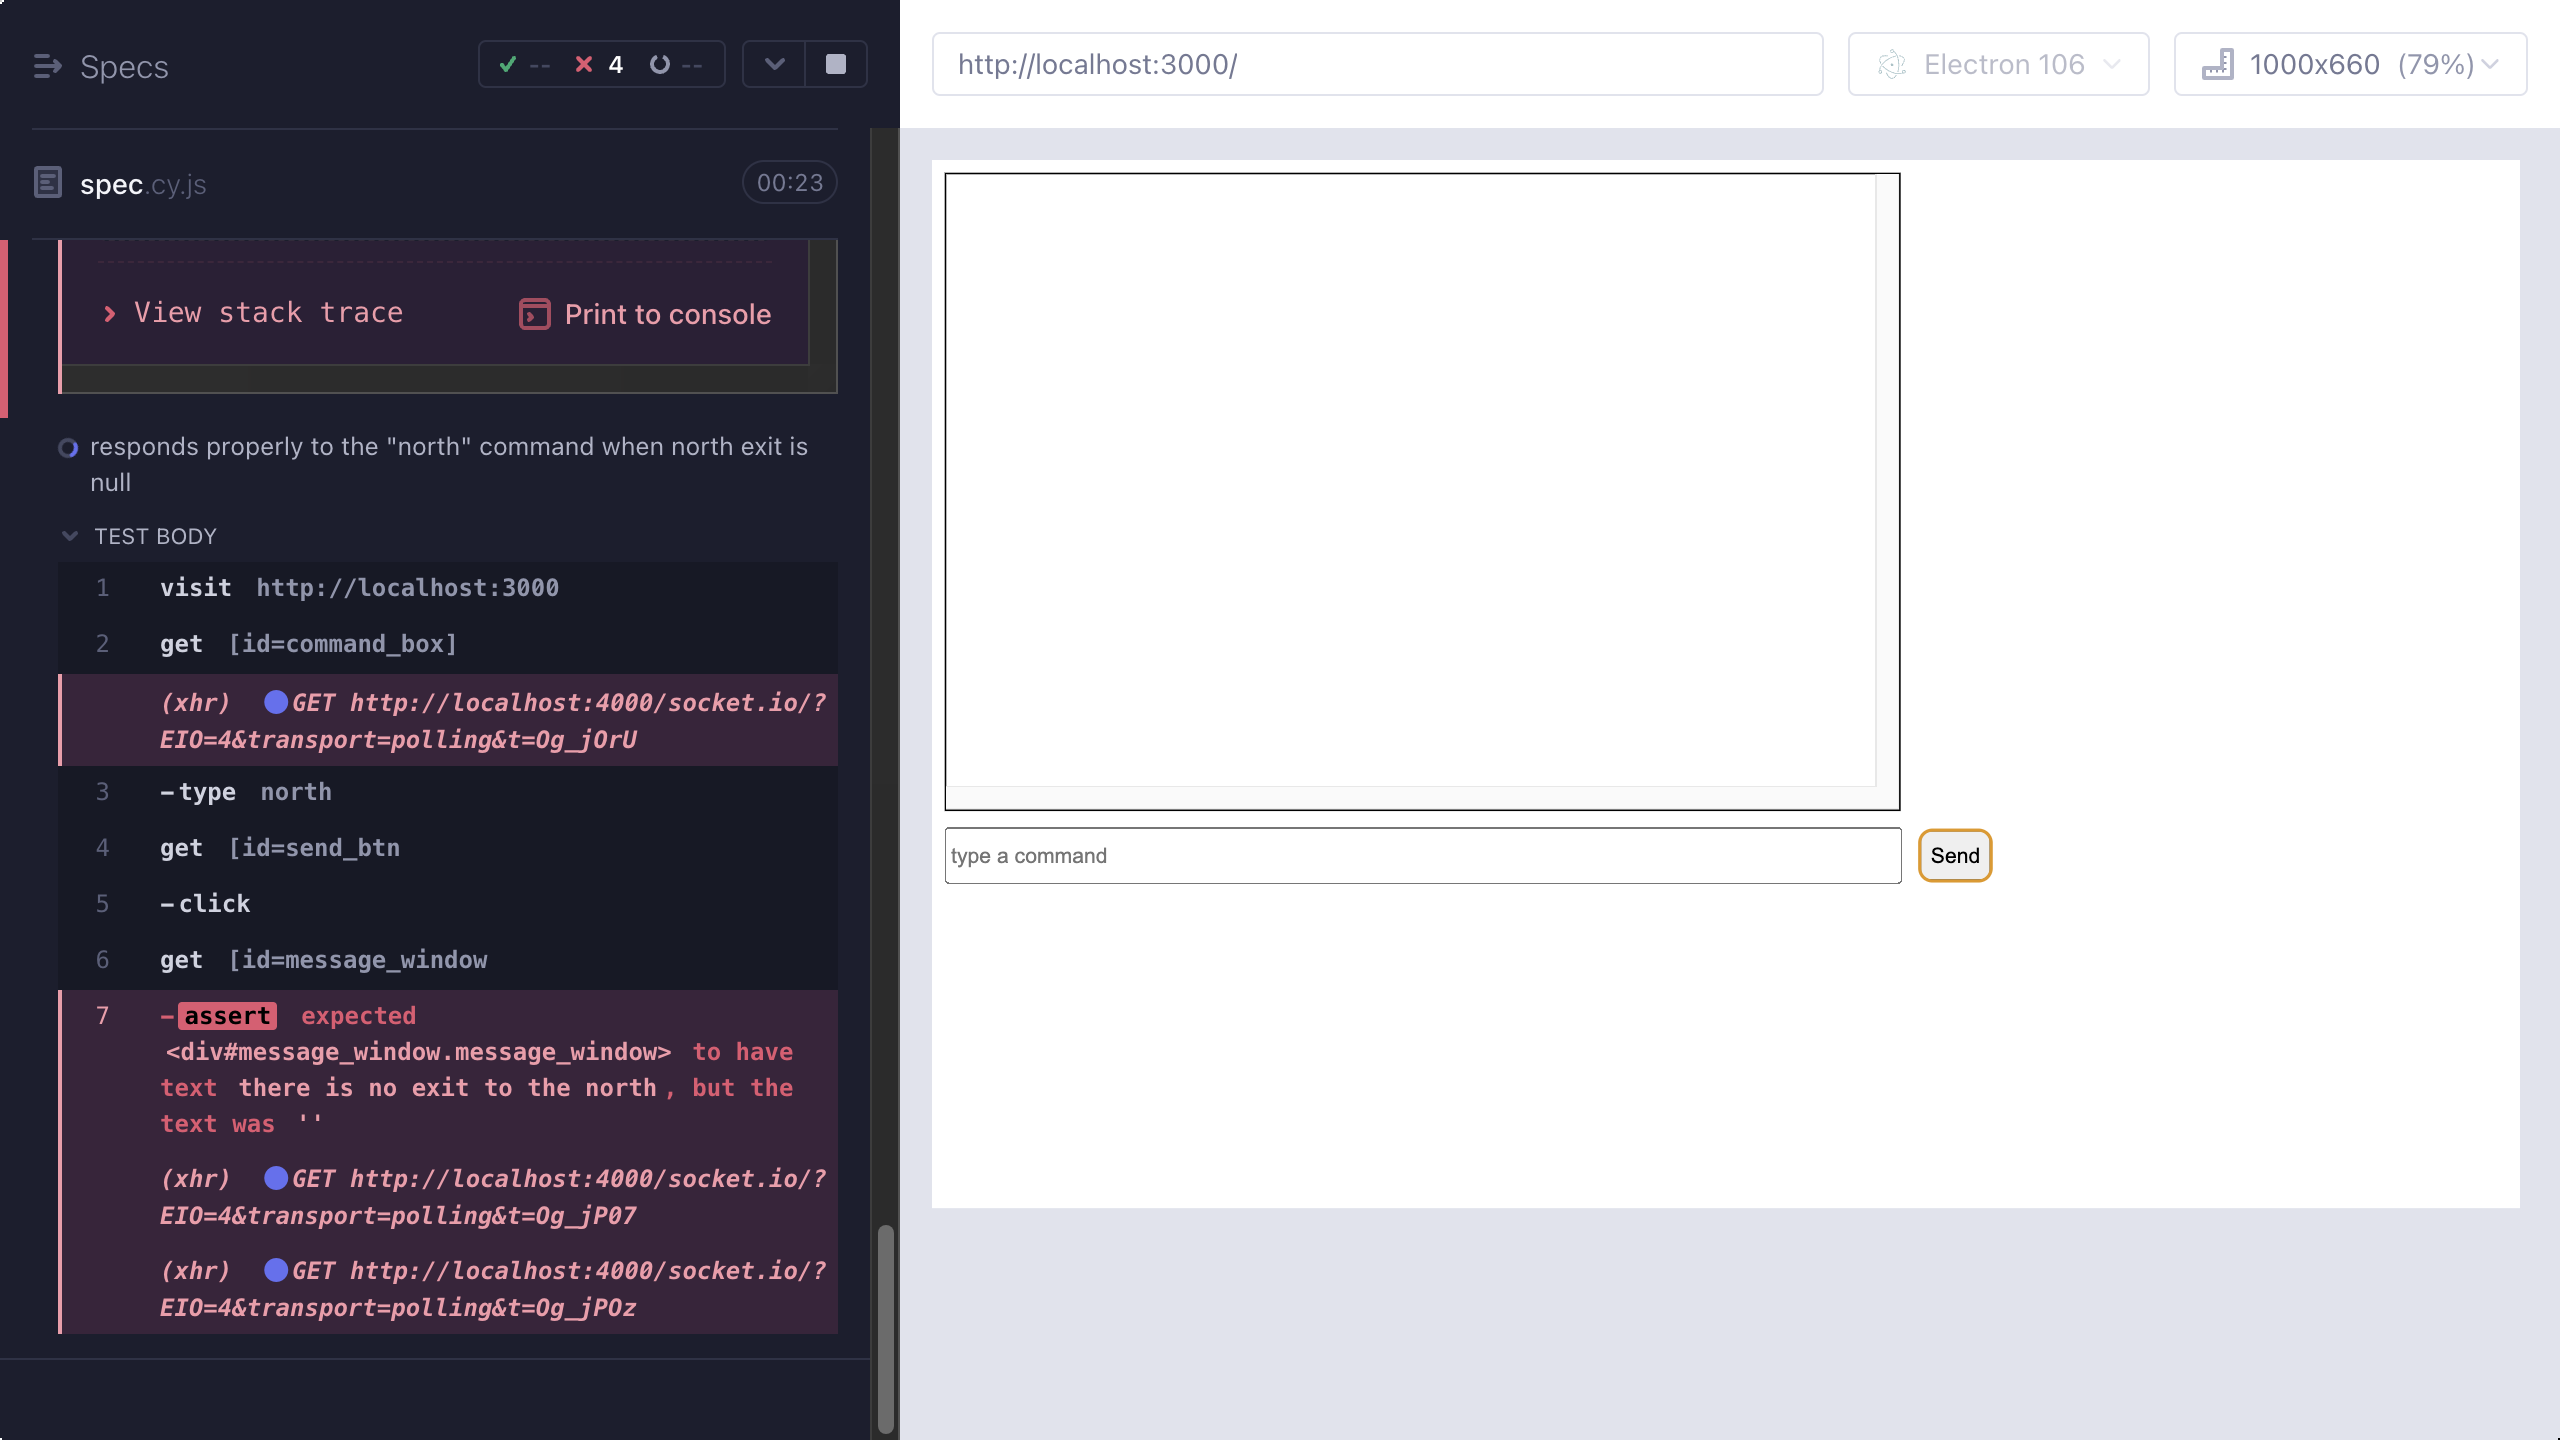 Specs
-- 4 --
spec.cy.js
00:23
View stack trace
Print to console
responds properly to the "north" command when north exit is
null
TEST BODY
1 visit http://localhost:3000
2 get [id=command_box]
(xhr) GET http://localhost:4000/socket.io/?
EIO=4&transport=polling&t=Og_jOrU
3 -type north
4 get [id=send_btn
5 -click
6 get [id=message_window
7 -assert expected
<div#message_window.message_window> to have
text there is no exit to the north, but the
text was ''
(xhr) GET http://localhost:4000/socket.io/?
EIO=4&transport=polling&t=Og_jP07
(xhr) GET http://localhost:4000/socket.io/?
EIO=4&transport=polling&t=Og_jPOz
http://localhost:3000/
Electron 106
1000x660 (79%)
type a command
Send